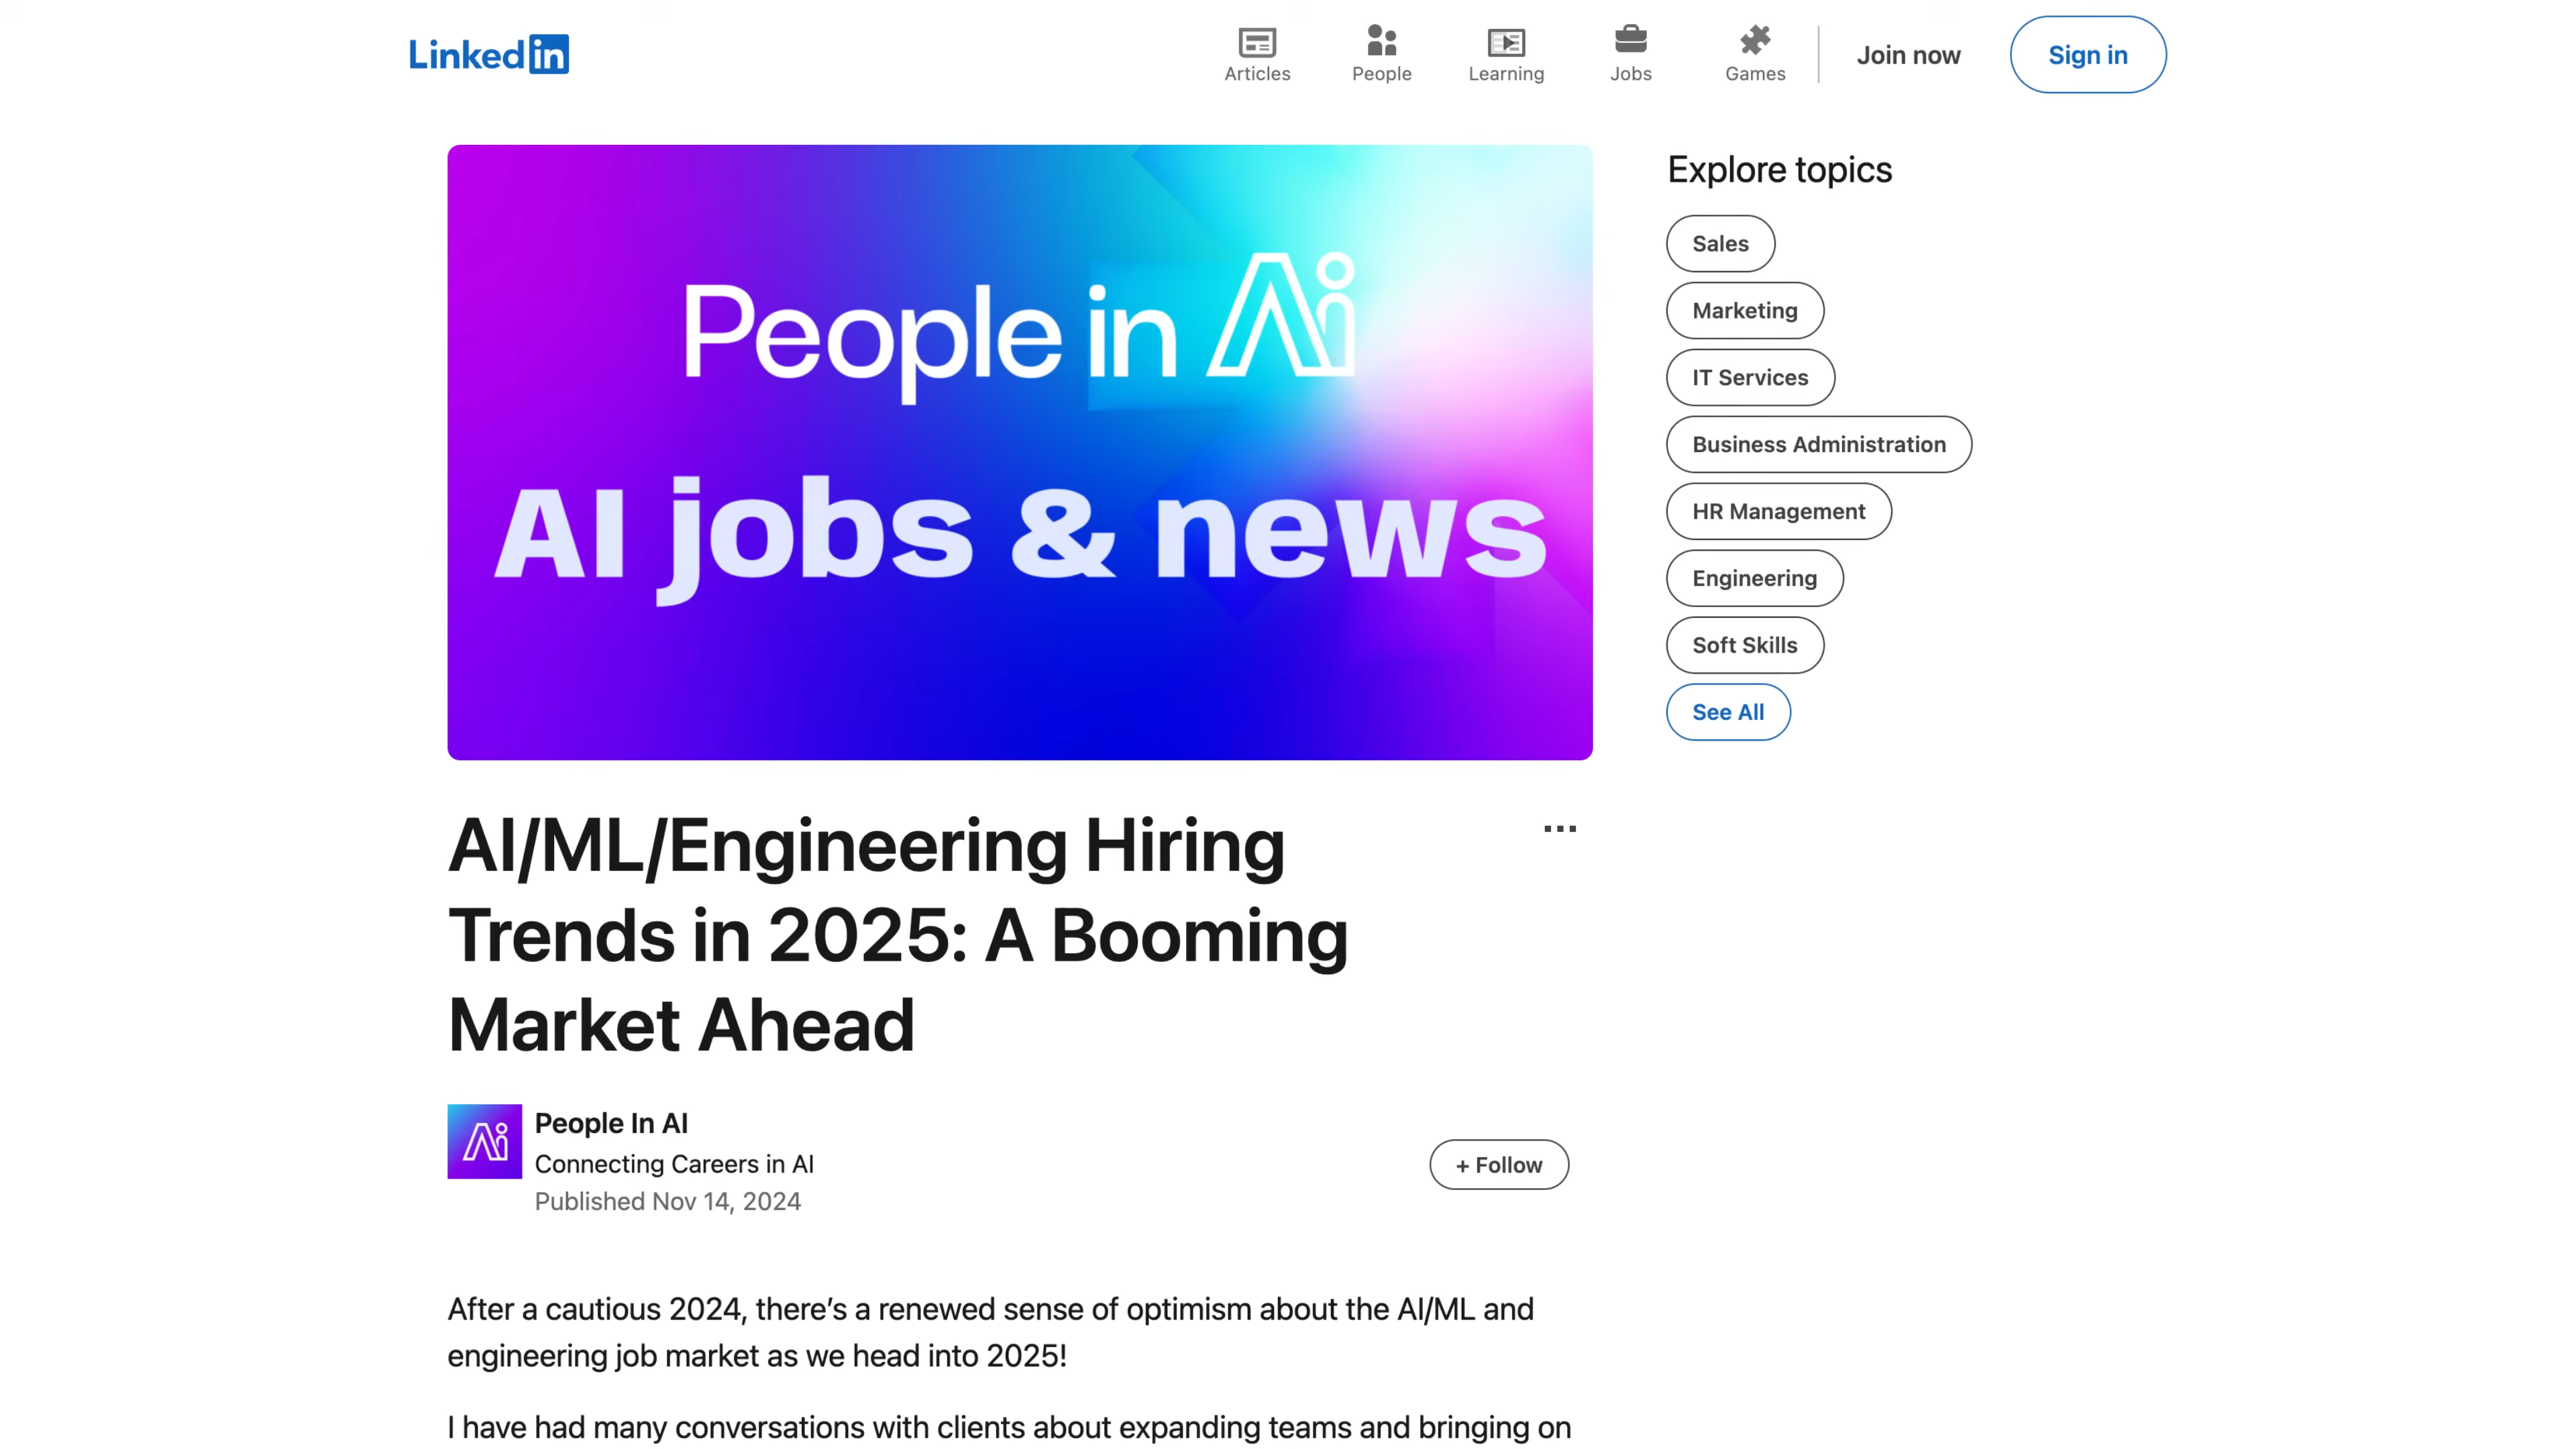 Linked in
Articles
People
Learning
Jobs
Games
Join now
Sign in
People in Ai
AI jobs & news
Explore topics
Sales
Marketing
IT Services
Business Administration
HR Management
Engineering
Soft Skills
See All
AI/ML/Engineering Hiring
Trends in 2025: A Booming
Market Ahead
Ai
People In AI
Connecting Careers in AI
Published Nov 14, 2024
+ Follow
After a cautious 2024, there’s a renewed sense of optimism about the AI/ML and
engineering job market as we head into 2025!
I have had many conversations with clients about expanding teams and bringing on